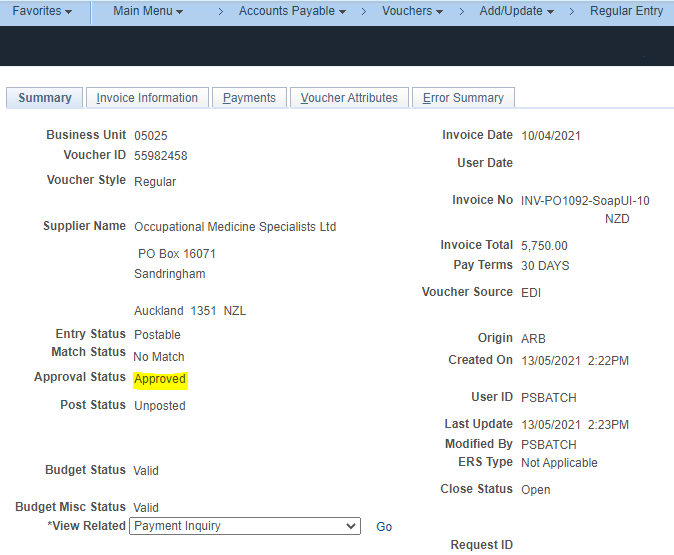 Favorites Main Menu > Accounts Payable > Vouchers > Add/Update > Regular Entry
Summary Invoice Information Payments Voucher Attributes Error Summary
Business Unit 05025
Voucher ID 55982458
Voucher Style Regular
Supplier Name Occupational Medicine Specialists Ltd
PO Box 16071
Sandringham
Auckland 1351 NZL
Entry Status Postable
Match Status No Match
Approval Status Approved
Post Status Unposted
Budget Status Valid
Budget Misc Status Valid
*View Related Payment Inquiry Go
Invoice Date 10/04/2021
User Date
Invoice No INV-PO1092-SoapUI-10
NZD
Invoice Total 5,750.00
Pay Terms 30 DAYS
Voucher Source EDI
Origin ARB
Created On 13/05/2021 2:22PM
User ID PSBATCH
Last Update 13/05/2021 2:23PM
Modified By PSBATCH
ERS Type Not Applicable
Close Status Open
Request ID